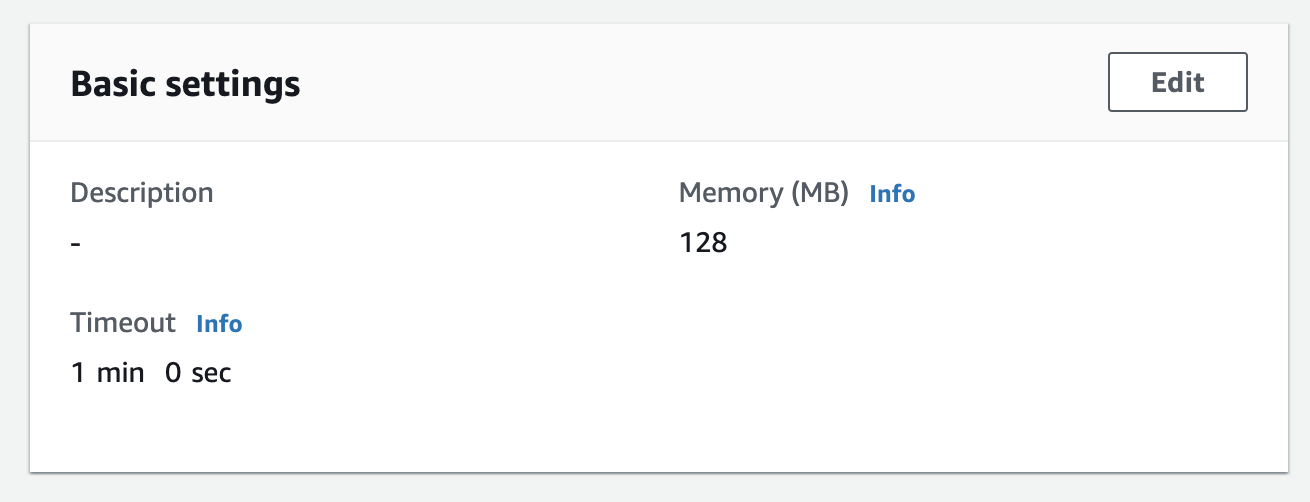 Basic settings
Edit
Description
-
Memory (MB) Info
128
Timeout Info
1 min 0 sec